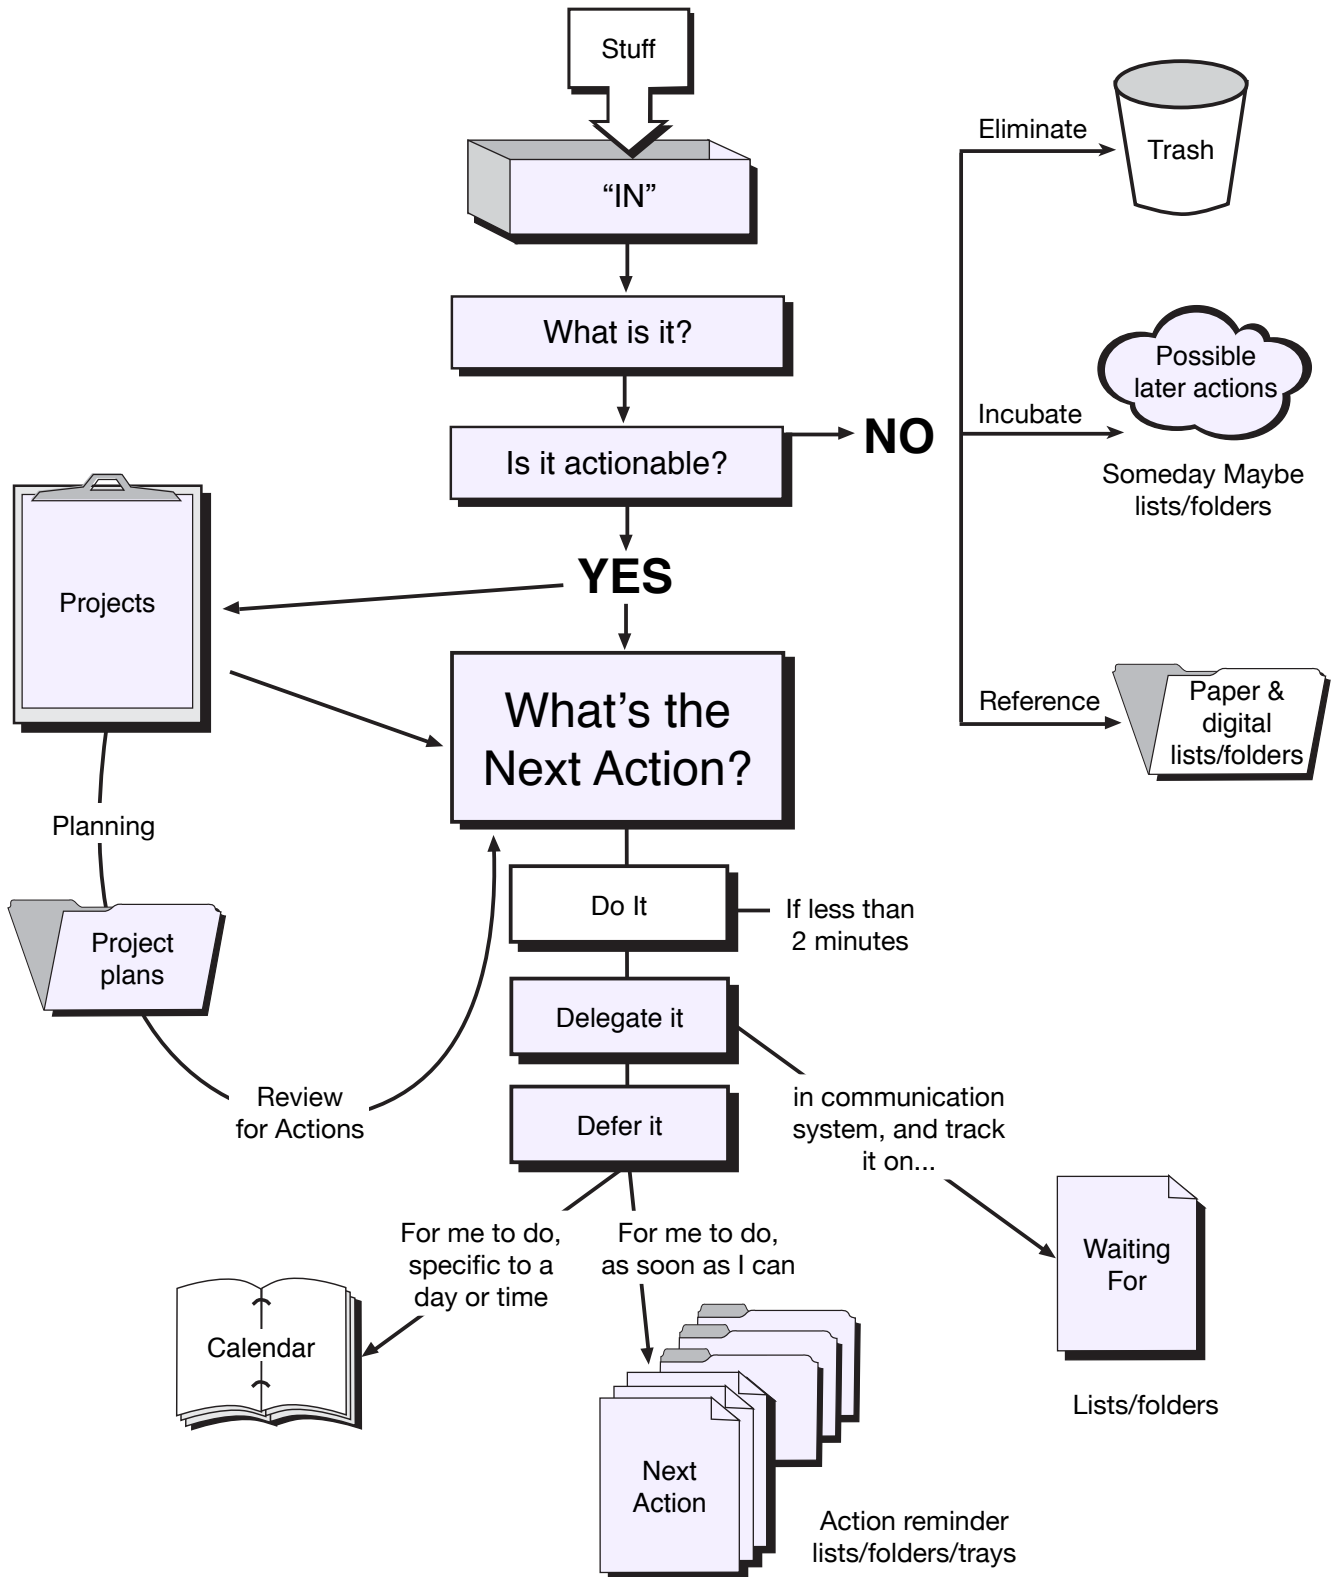 Stuff
“IN”
What is it?
Is it actionable?
NO
Eliminate
Trash
Incubate
Possible
later actions
Someday Maybe
lists/folders
Reference
Paper &
digital
lists/folders
YES
Projects
What’s the
Next Action?
Planning
Project
plans
Review
for Actions
Do It
If less than
2 minutes
Delegate it
in communication
system, and track
it on...
Waiting
For
Lists/folders
Defer it
For me to do,
specific to a
day or time
Calendar
For me to do,
as soon as I can
Next
Action
Action reminder
lists/folders/trays